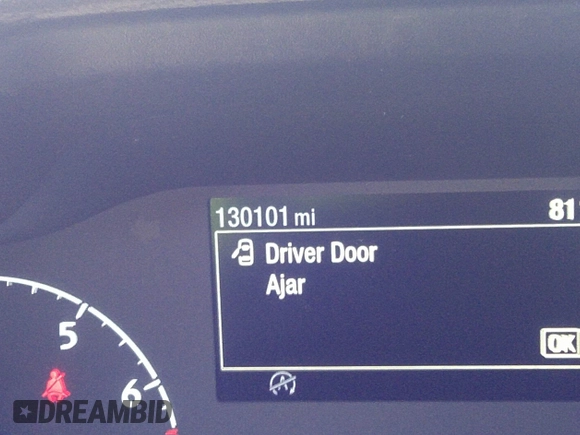 130101 mi 81
Driver Door
Ajar
OK
5
6
A
DREAMBID